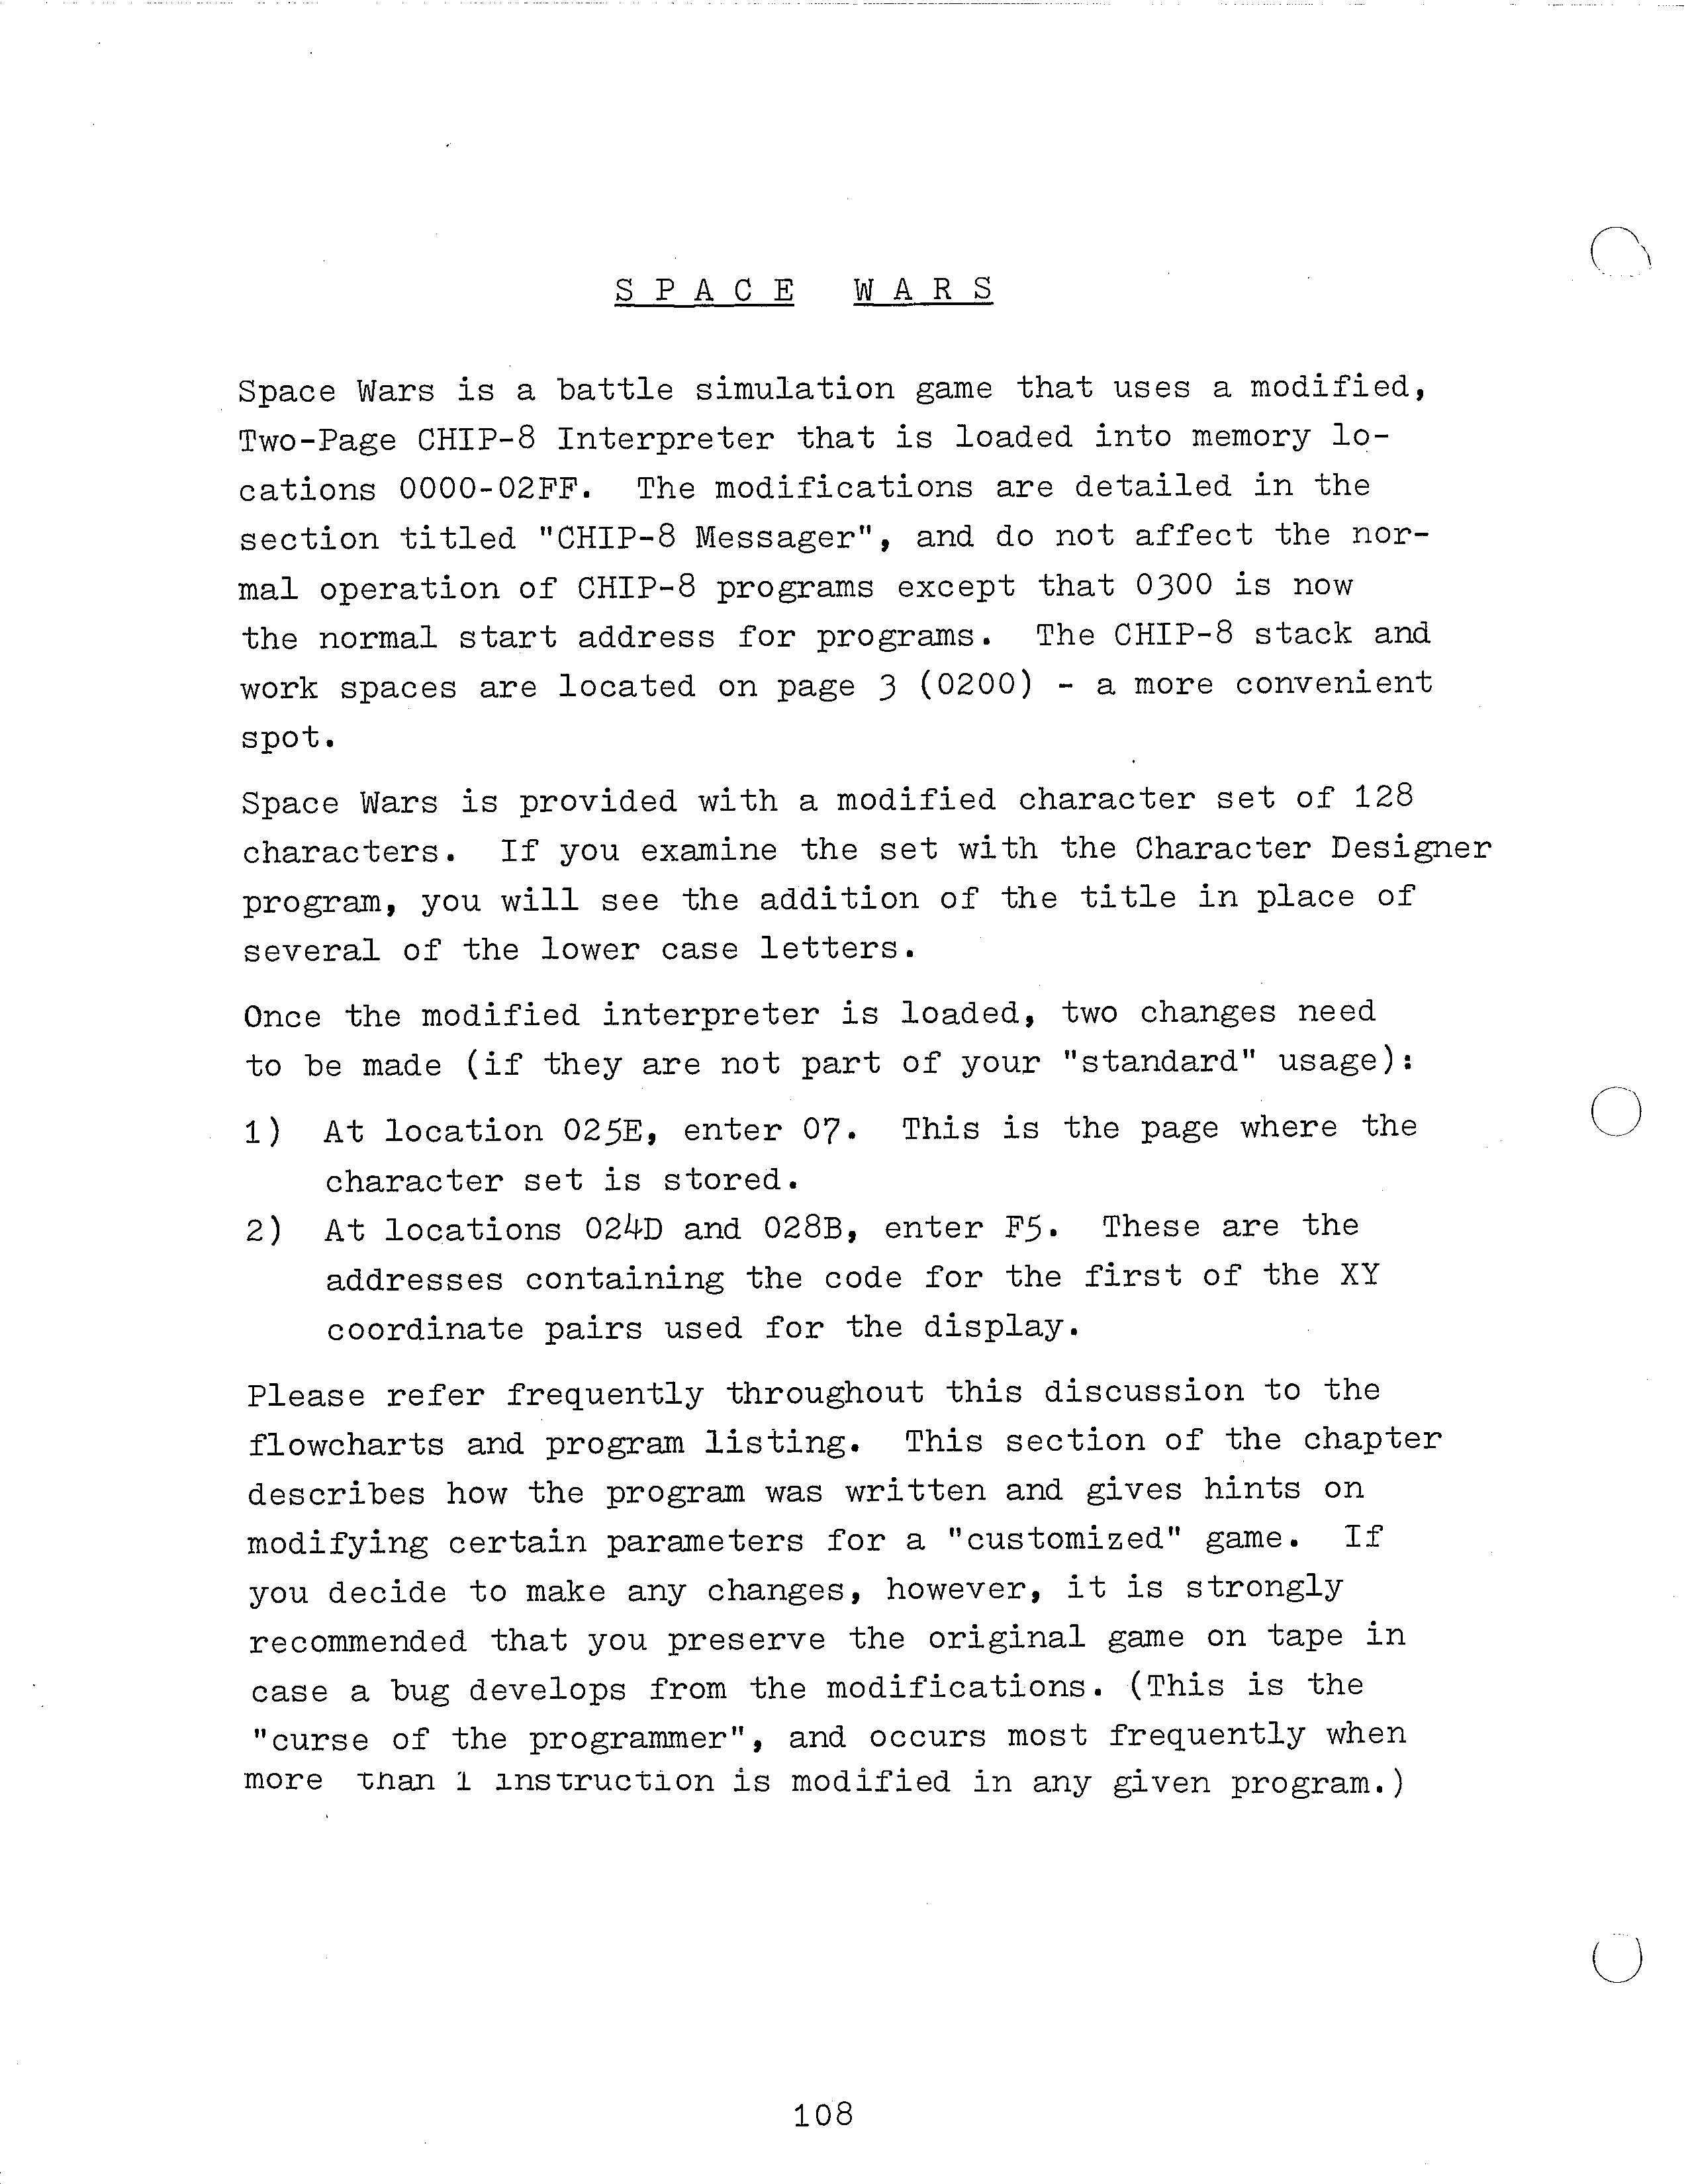 SPACE WARS
Space Wars is a battle simulation game that uses a modified,
Two-Page CHIP-8 Interpreter that is loaded into memory lo-
cations 0000-02FF. The modifications are detailed in the
section titled "CHIP-8 Messager", and do not affect the nor-
mal operation of CHIP-8 programs except that 0300 is now
the normal start address for programs. The CHIP-8 stack and
work spaces are located on page 3 (0200) - a more convenient
spot.
Space Wars is provided with a modified character set of 128
characters. If you examine the set with the Character Designer
program, you will see the addition of the title in place of
several of the lower case letters.
Once the modified interpreter is loaded, two changes need
to be made (if they are not part of your "standard" usage):
1) At location 025E, enter 07. This is the page where the
character set is stored.
2) At locations 024D and 028B, enter F5. These are the
addresses containing the code for the first of the XY
coordinate pairs used for the display.
Please refer frequently throughout this discussion to the
flowcharts and program listing. This section of the chapter
describes how the program was written and gives hints on
modifying certain parameters for a "customized" game. If
you decide to make any changes, however, it is strongly
recommended that you preserve the original game on tape in
case a bug develops from the modifications. (This is the
"curse of the programmer", and occurs most frequently when
more than 1 instruction is modified in any given program.)
108